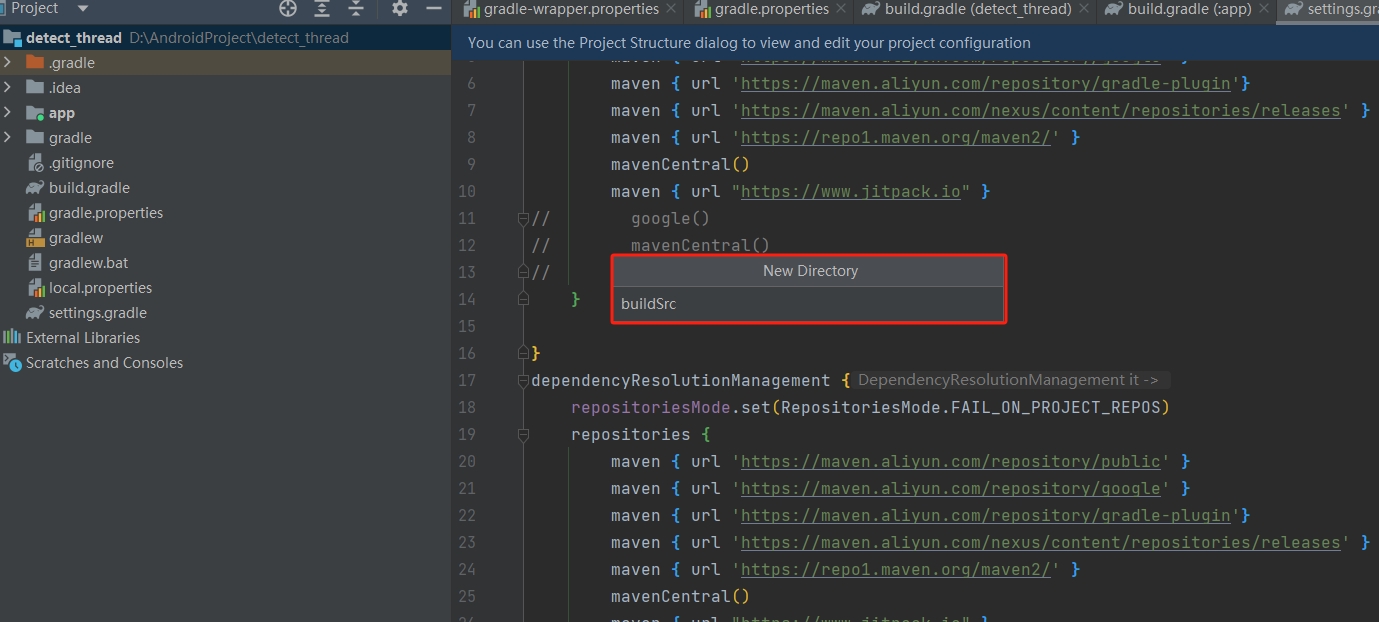 Project
gradle-wrapper.properties
gradle.properties
build.gradle (detect_thread)
build.gradle (:app)
settings.gra
detect_thread D:\AndroidProject\detect_thread
.gradle
.idea
app
gradle
.gitignore
build.gradle
gradle.properties
gradlew
gradlew.bat
local.properties
settings.gradle
External Libraries
Scratches and Consoles
You can use the Project Structure dialog to view and edit your project configuration
6 maven { url 'https://maven.aliyun.com/repository/gradle-plugin'}
7 maven { url 'https://maven.aliyun.com/nexus/content/repositories/releases' }
8 maven { url 'https://repo1.maven.org/maven2/' }
9 mavenCentral()
10 maven { url "https://www.jitpack.io" }
11 // google()
12 // mavenCentral()
13 //
New Directory
buildSrc
14 }
15
16 }
17 dependencyResolutionManagement { DependencyResolutionManagement it ->
18 repositoriesMode.set(RepositoriesMode.FAIL_ON_PROJECT_REPOS)
19 repositories {
20 maven { url 'https://maven.aliyun.com/repository/public' }
21 maven { url 'https://maven.aliyun.com/repository/google' }
22 maven { url 'https://maven.aliyun.com/repository/gradle-plugin'}
23 maven { url 'https://maven.aliyun.com/nexus/content/repositories/releases' }
24 maven { url 'https://repo1.maven.org/maven2/' }
25 mavenCentral()
maven { url "https://www.jitpack.io" }